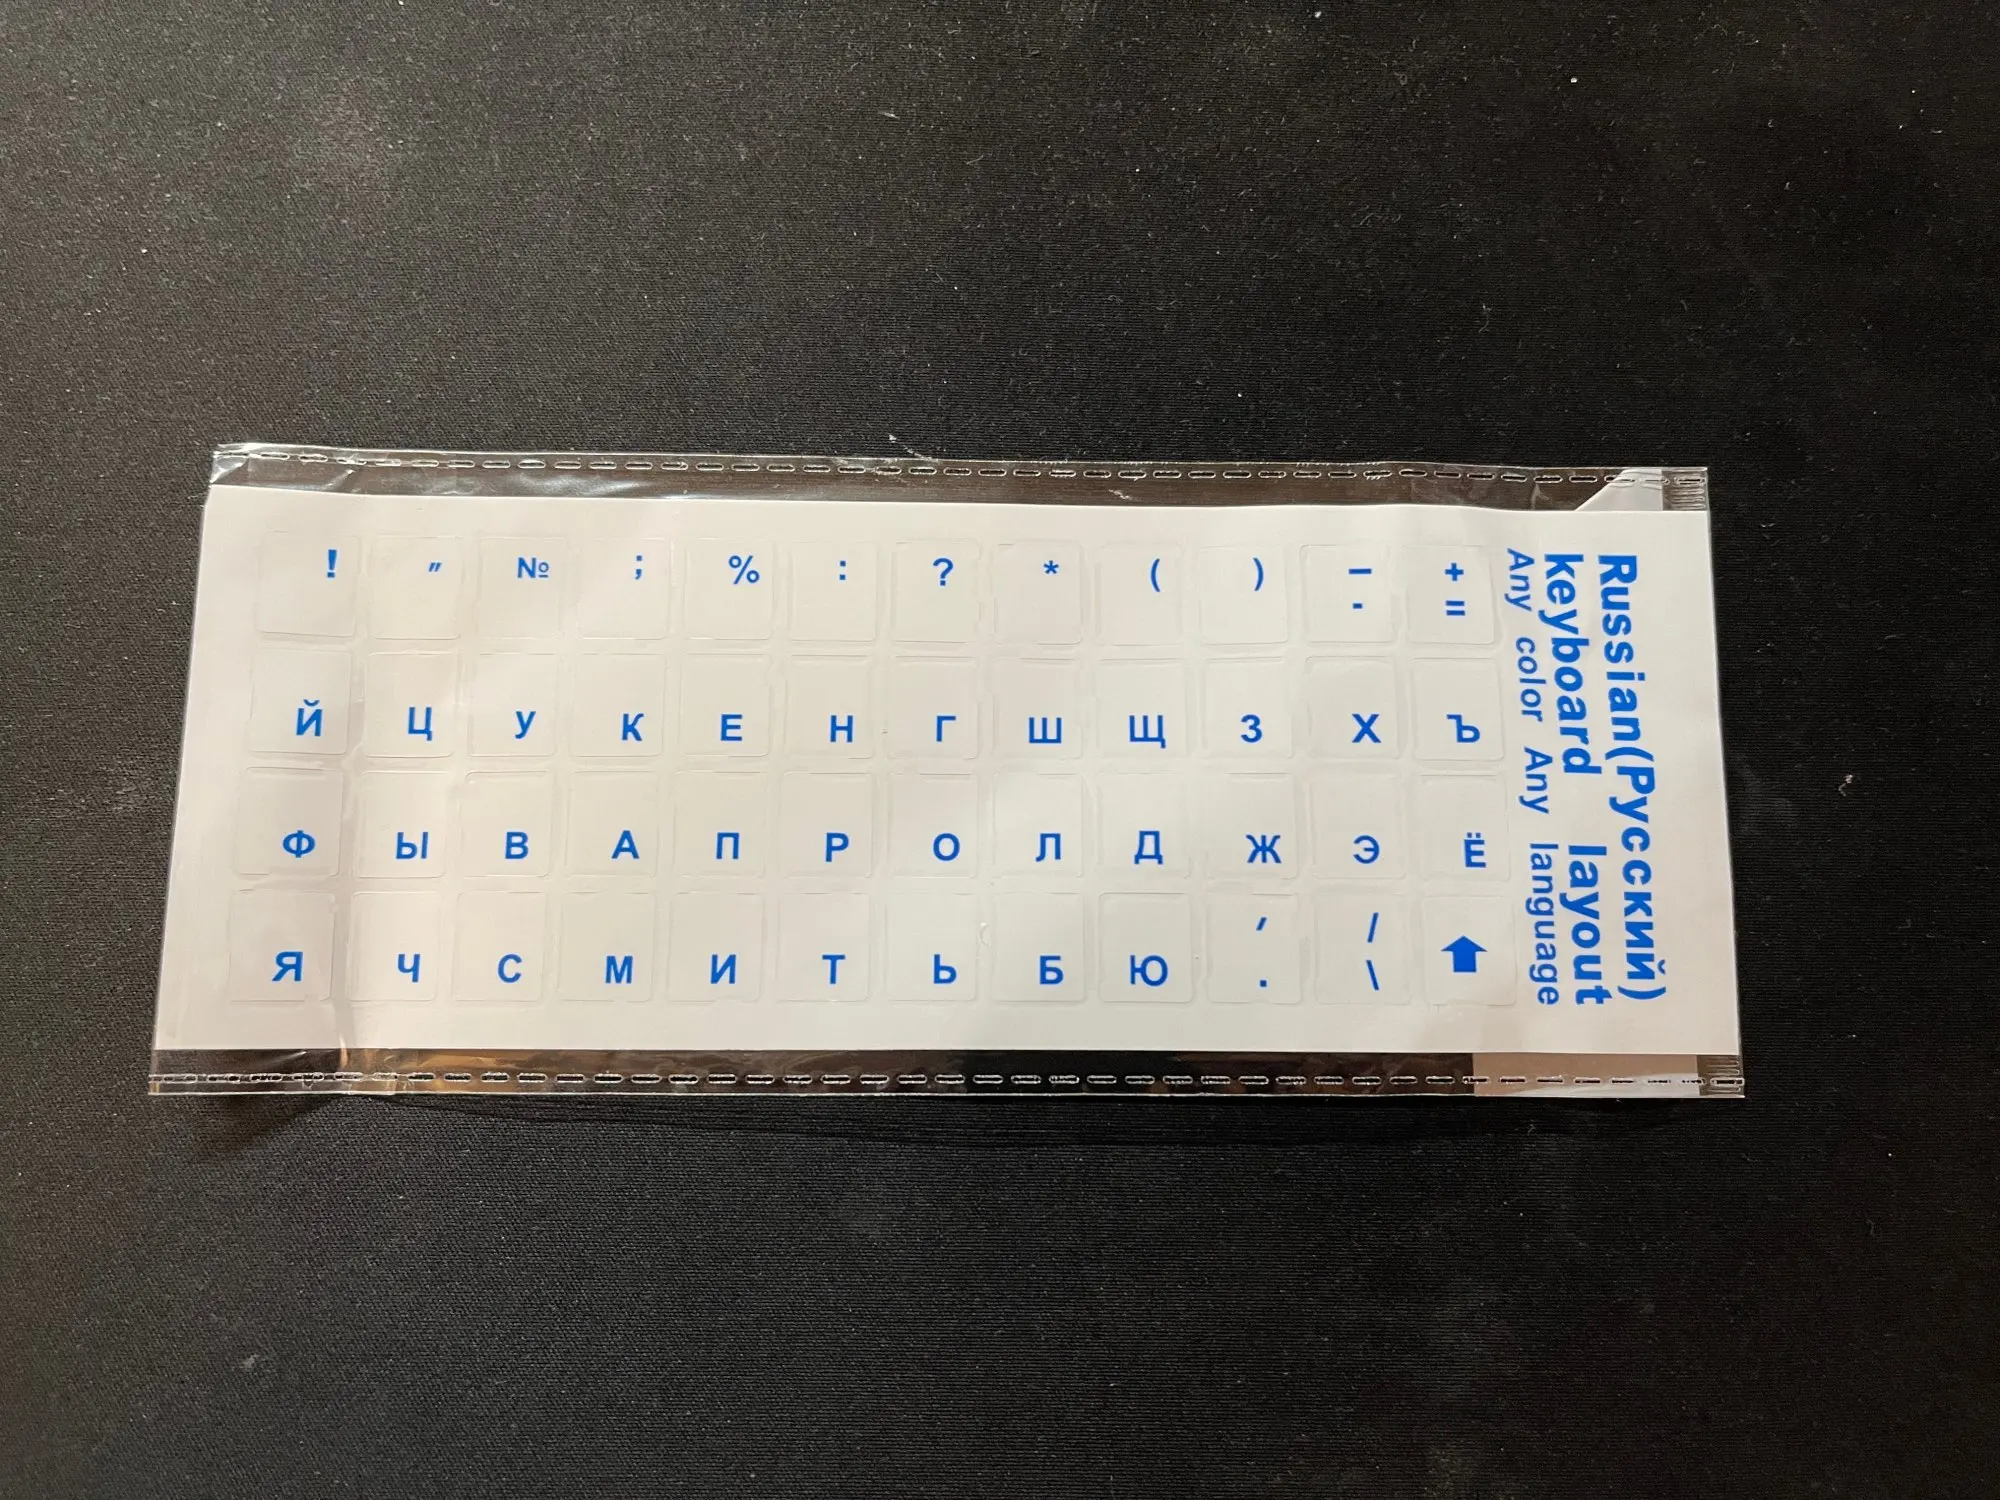 ! " № ; % : ? * ( ) – +
- =
Й Ц У К Е Н Г Ш Щ З Х Ъ
Ф Ы В А П Р О Л Д Ж Э Ё
, /
Я Ч С М И Т Ь Б Ю . \
Russian(Русский)
keyboard layout
Any color Any language